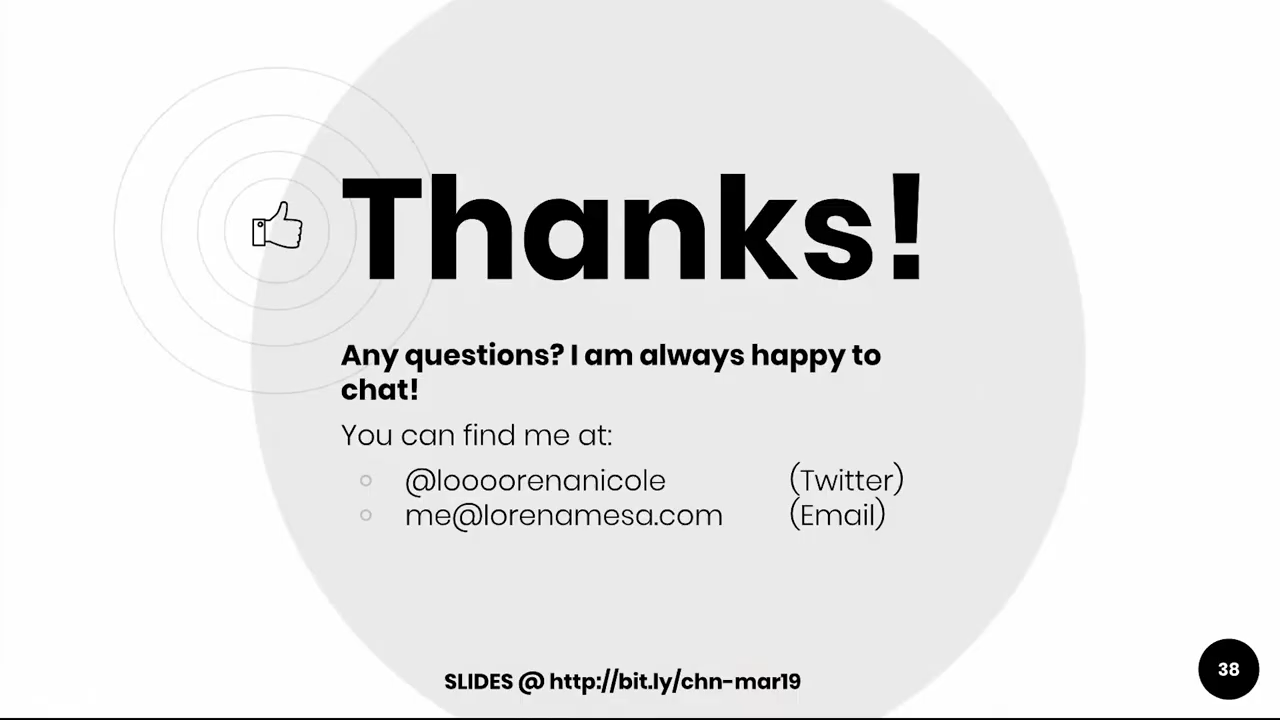 Thanks!
Any questions? I am always happy to
chat!
You can find me at:
@loooorenanicole (Twitter)
me@lorenamesa.com (Email)
SLIDES @ http://bit.ly/chn-mar19
38